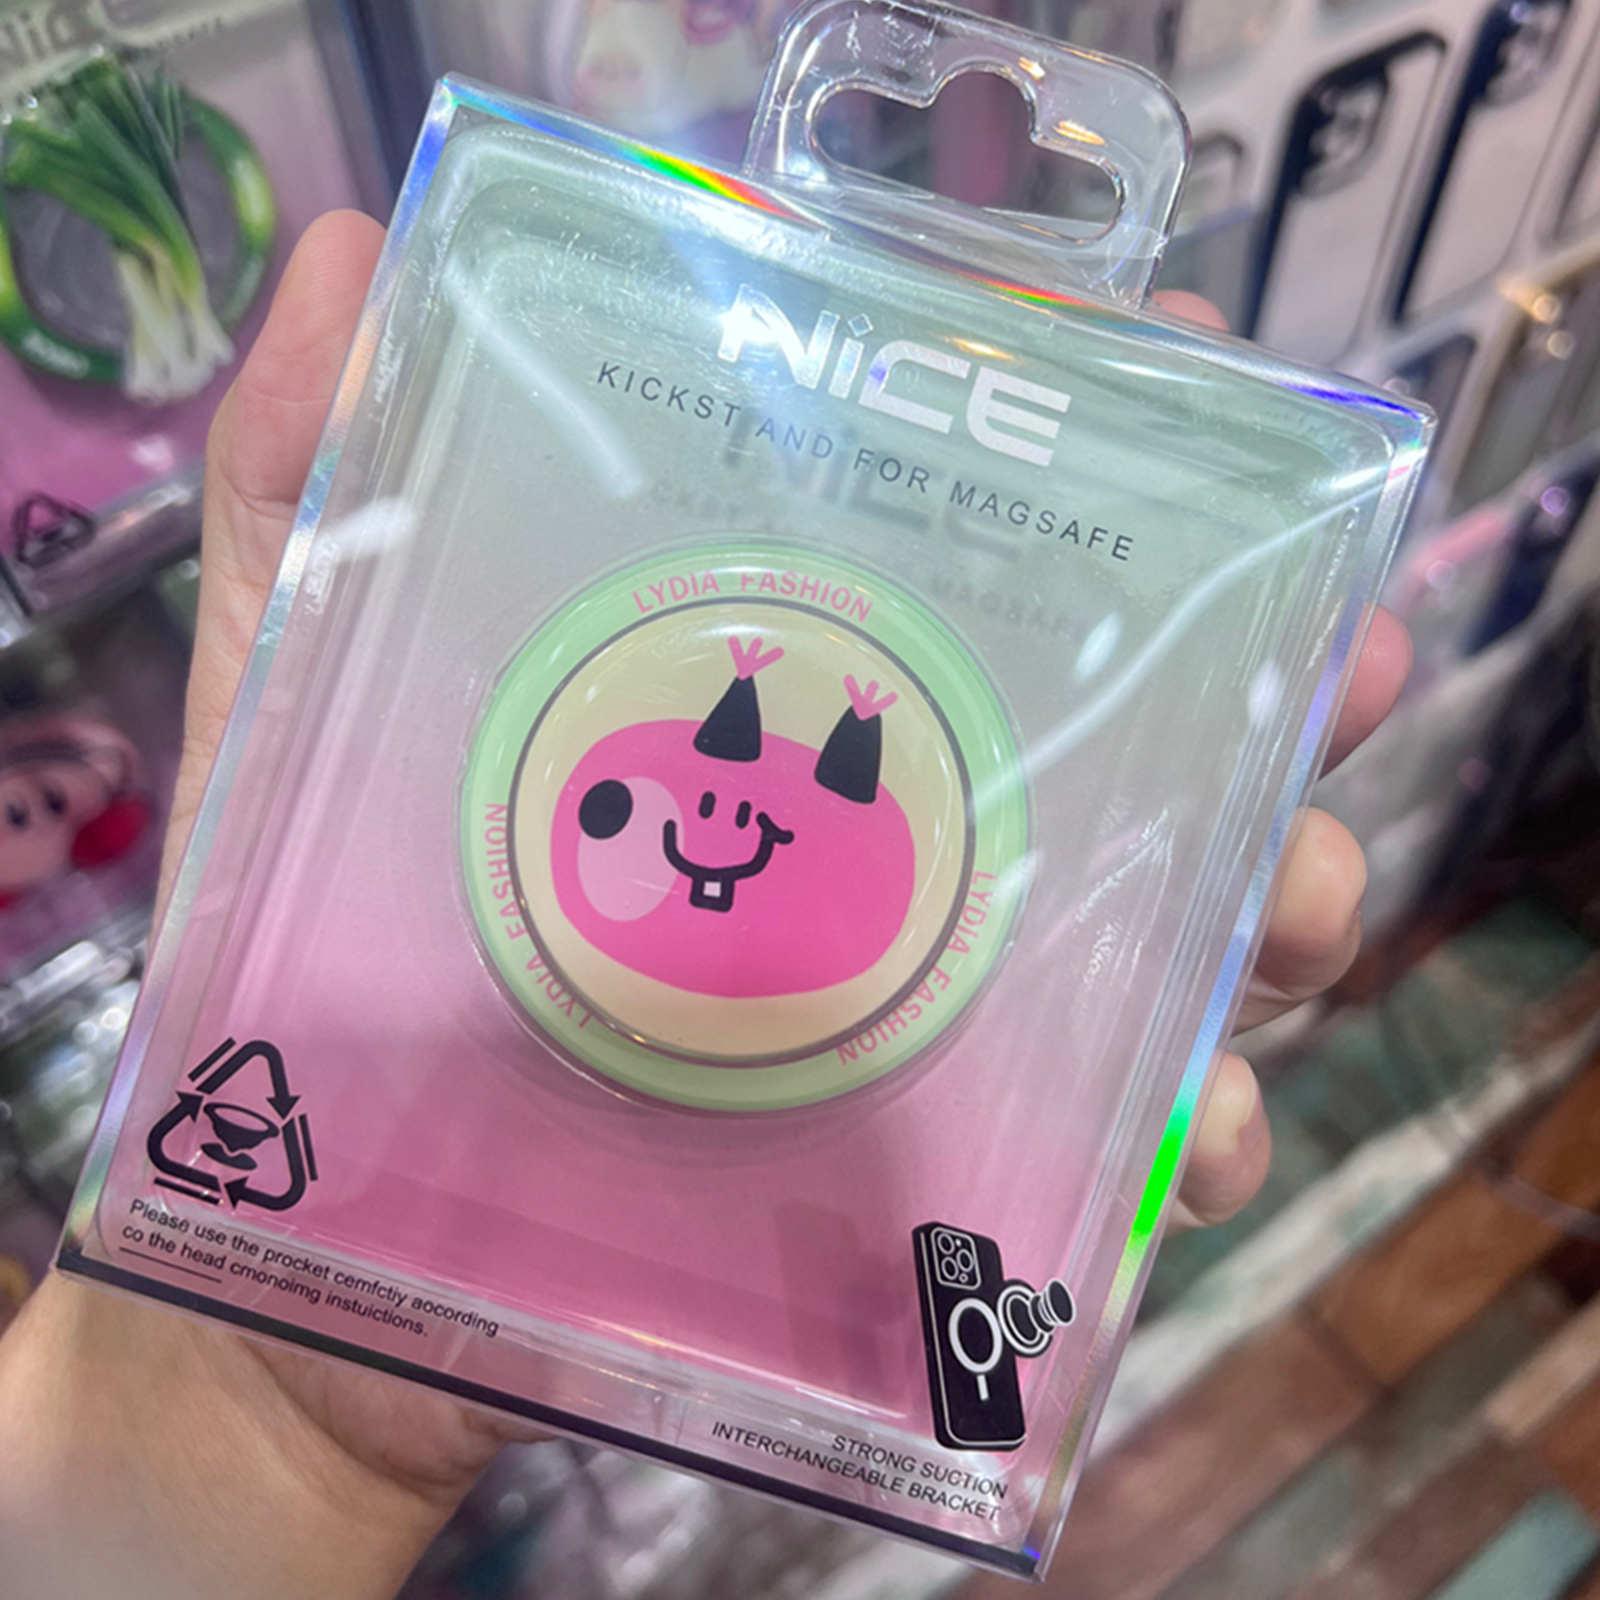 NiCE
KICKST AND FOR MAGSAFE
LYDIA FASHION
LYDIA FASHION
LYDIA FASHION
Please use the procket cemfctiy aocording
co the head cmonoimg instuictions.
STRONG SUCTION
INTERCHANGEABLE BRACKET